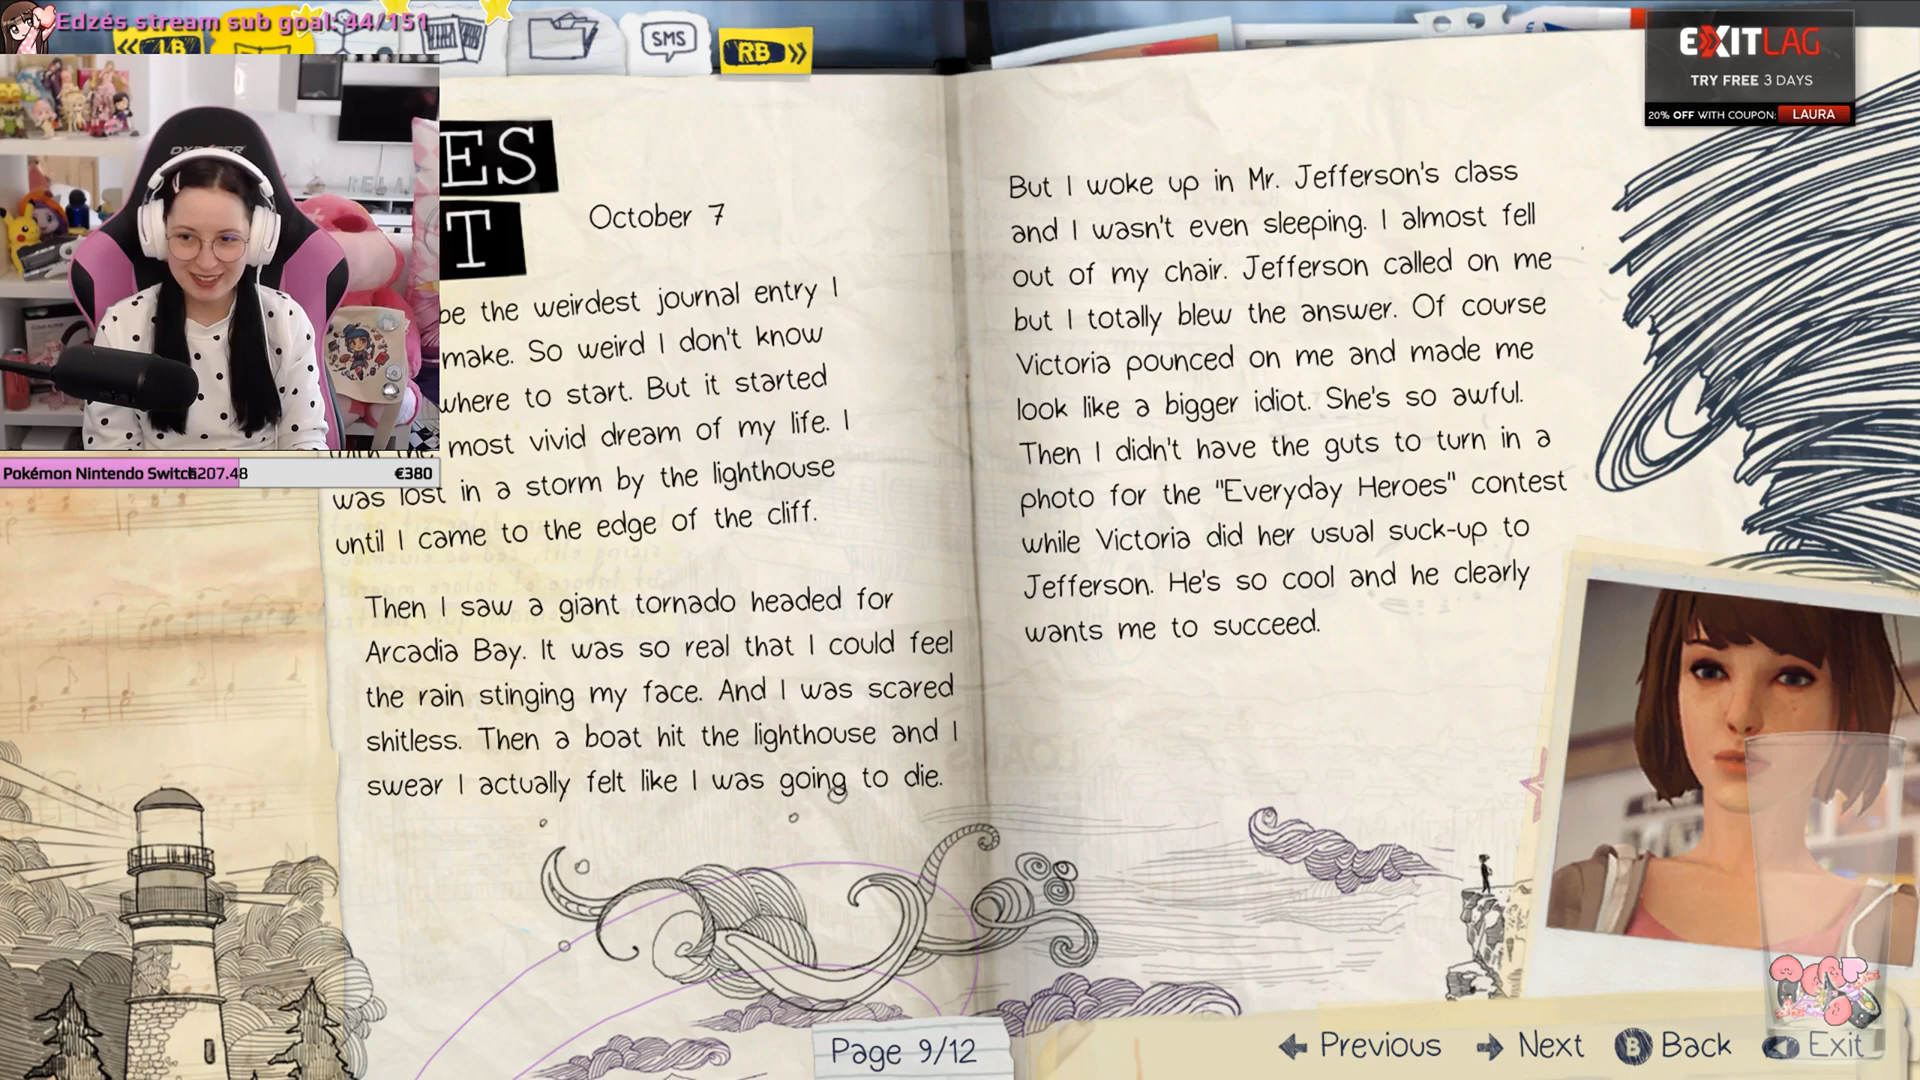 Edzés stream sub goal: 44/151
LB
SMS
RB
EXITLAG
TRY FREE 3 DAYS
20% OFF WITH COUPON: LAURA
ES
T
October 7
be the weirdest journal entry I
make. So weird I don't know
where to start. But it started
with the most vivid dream of my life. I
was lost in a storm by the lighthouse
until I came to the edge of the cliff.
Then I saw a giant tornado headed for
Arcadia Bay. It was so real that I could feel
the rain stinging my face. And I was scared
shitless. Then a boat hit the lighthouse and I
swear I actually felt like I was going to die.
Pokémon Nintendo Switch
207.48
€380
But I woke up in Mr. Jefferson's class
and I wasn't even sleeping. I almost fell
out of my chair. Jefferson called on me
but I totally blew the answer. Of course
Victoria pounced on me and made me
look like a bigger idiot. She's so awful.
Then I didn't have the guts to turn in a
photo for the "Everyday Heroes" contest
while Victoria did her usual suck-up to
Jefferson. He's so cool and he clearly
wants me to succeed.
Page 9/12
Previous
Next
B Back
Exit